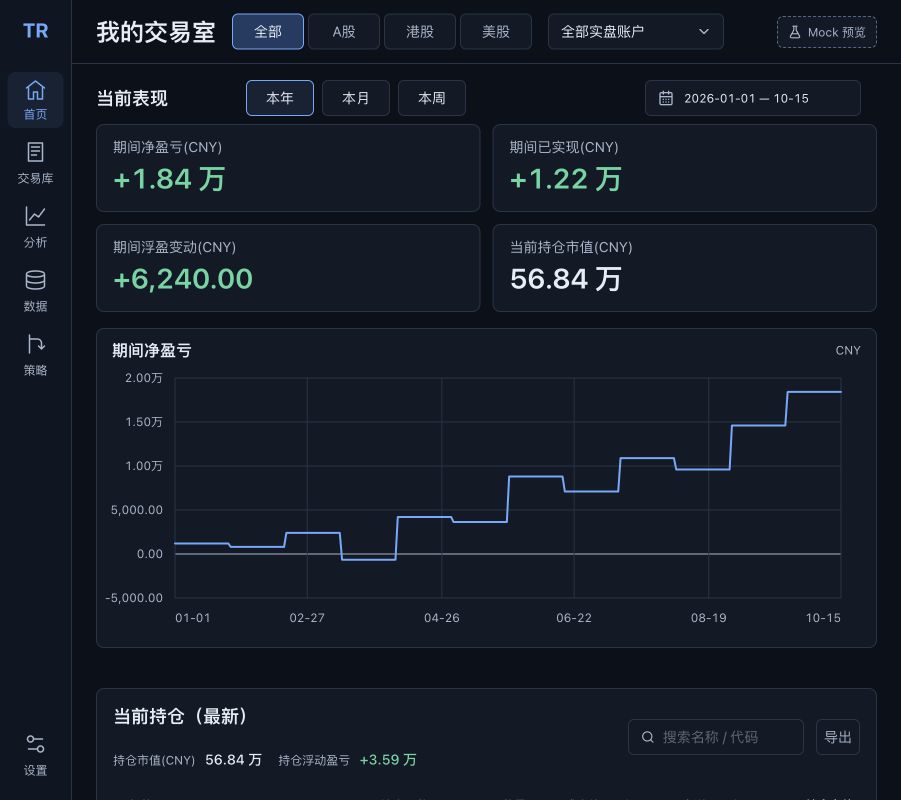 TR
我的交易室
全部 A股 港股 美股
全部实盘账户
Mock 预览
首页
交易库
分析
数据
策略
设置
当前表现
本年 本月 本周
2026-01-01 — 10-15
期间净盈亏(CNY)
+1.84 万
期间已实现(CNY)
+1.22 万
期间浮盈变动(CNY)
+6,240.00
当前持仓市值(CNY)
56.84 万
期间净盈亏
CNY
2.00万
1.50万
1.00万
5,000.00
0.00
-5,000.00
01-01 02-27 04-26 06-22 08-19 10-15
当前持仓（最新）
持仓市值(CNY) 56.84 万 持仓浮动盈亏 +3.59 万
搜索名称 / 代码
导出